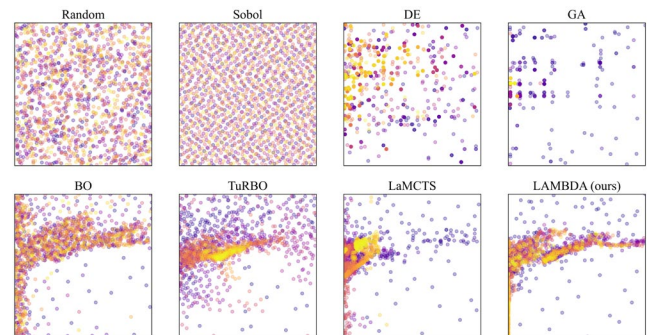 Random
Sobol
DE
GA
BO
TuRBO
LaMCTS
LAMBDA (ours)